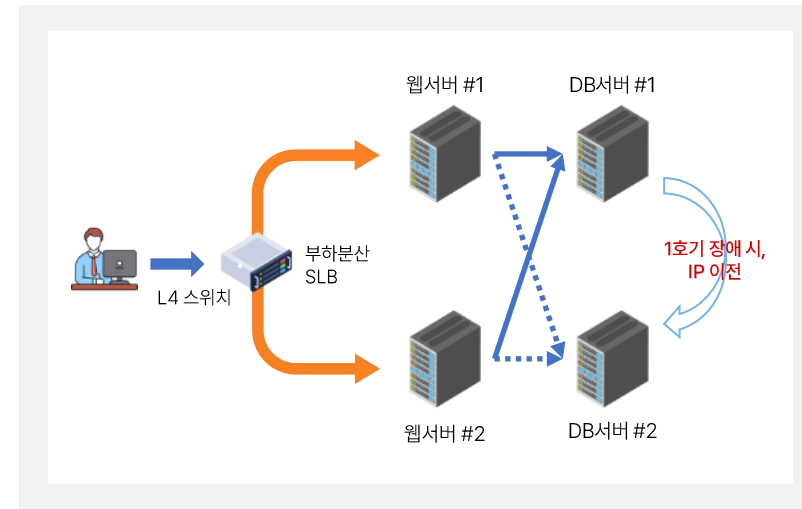 웹서버 #1
DB서버 #1
L4 스위치
부하분산
SLB
1호기 장애 시,
IP 이전
웹서버 #2
DB서버 #2